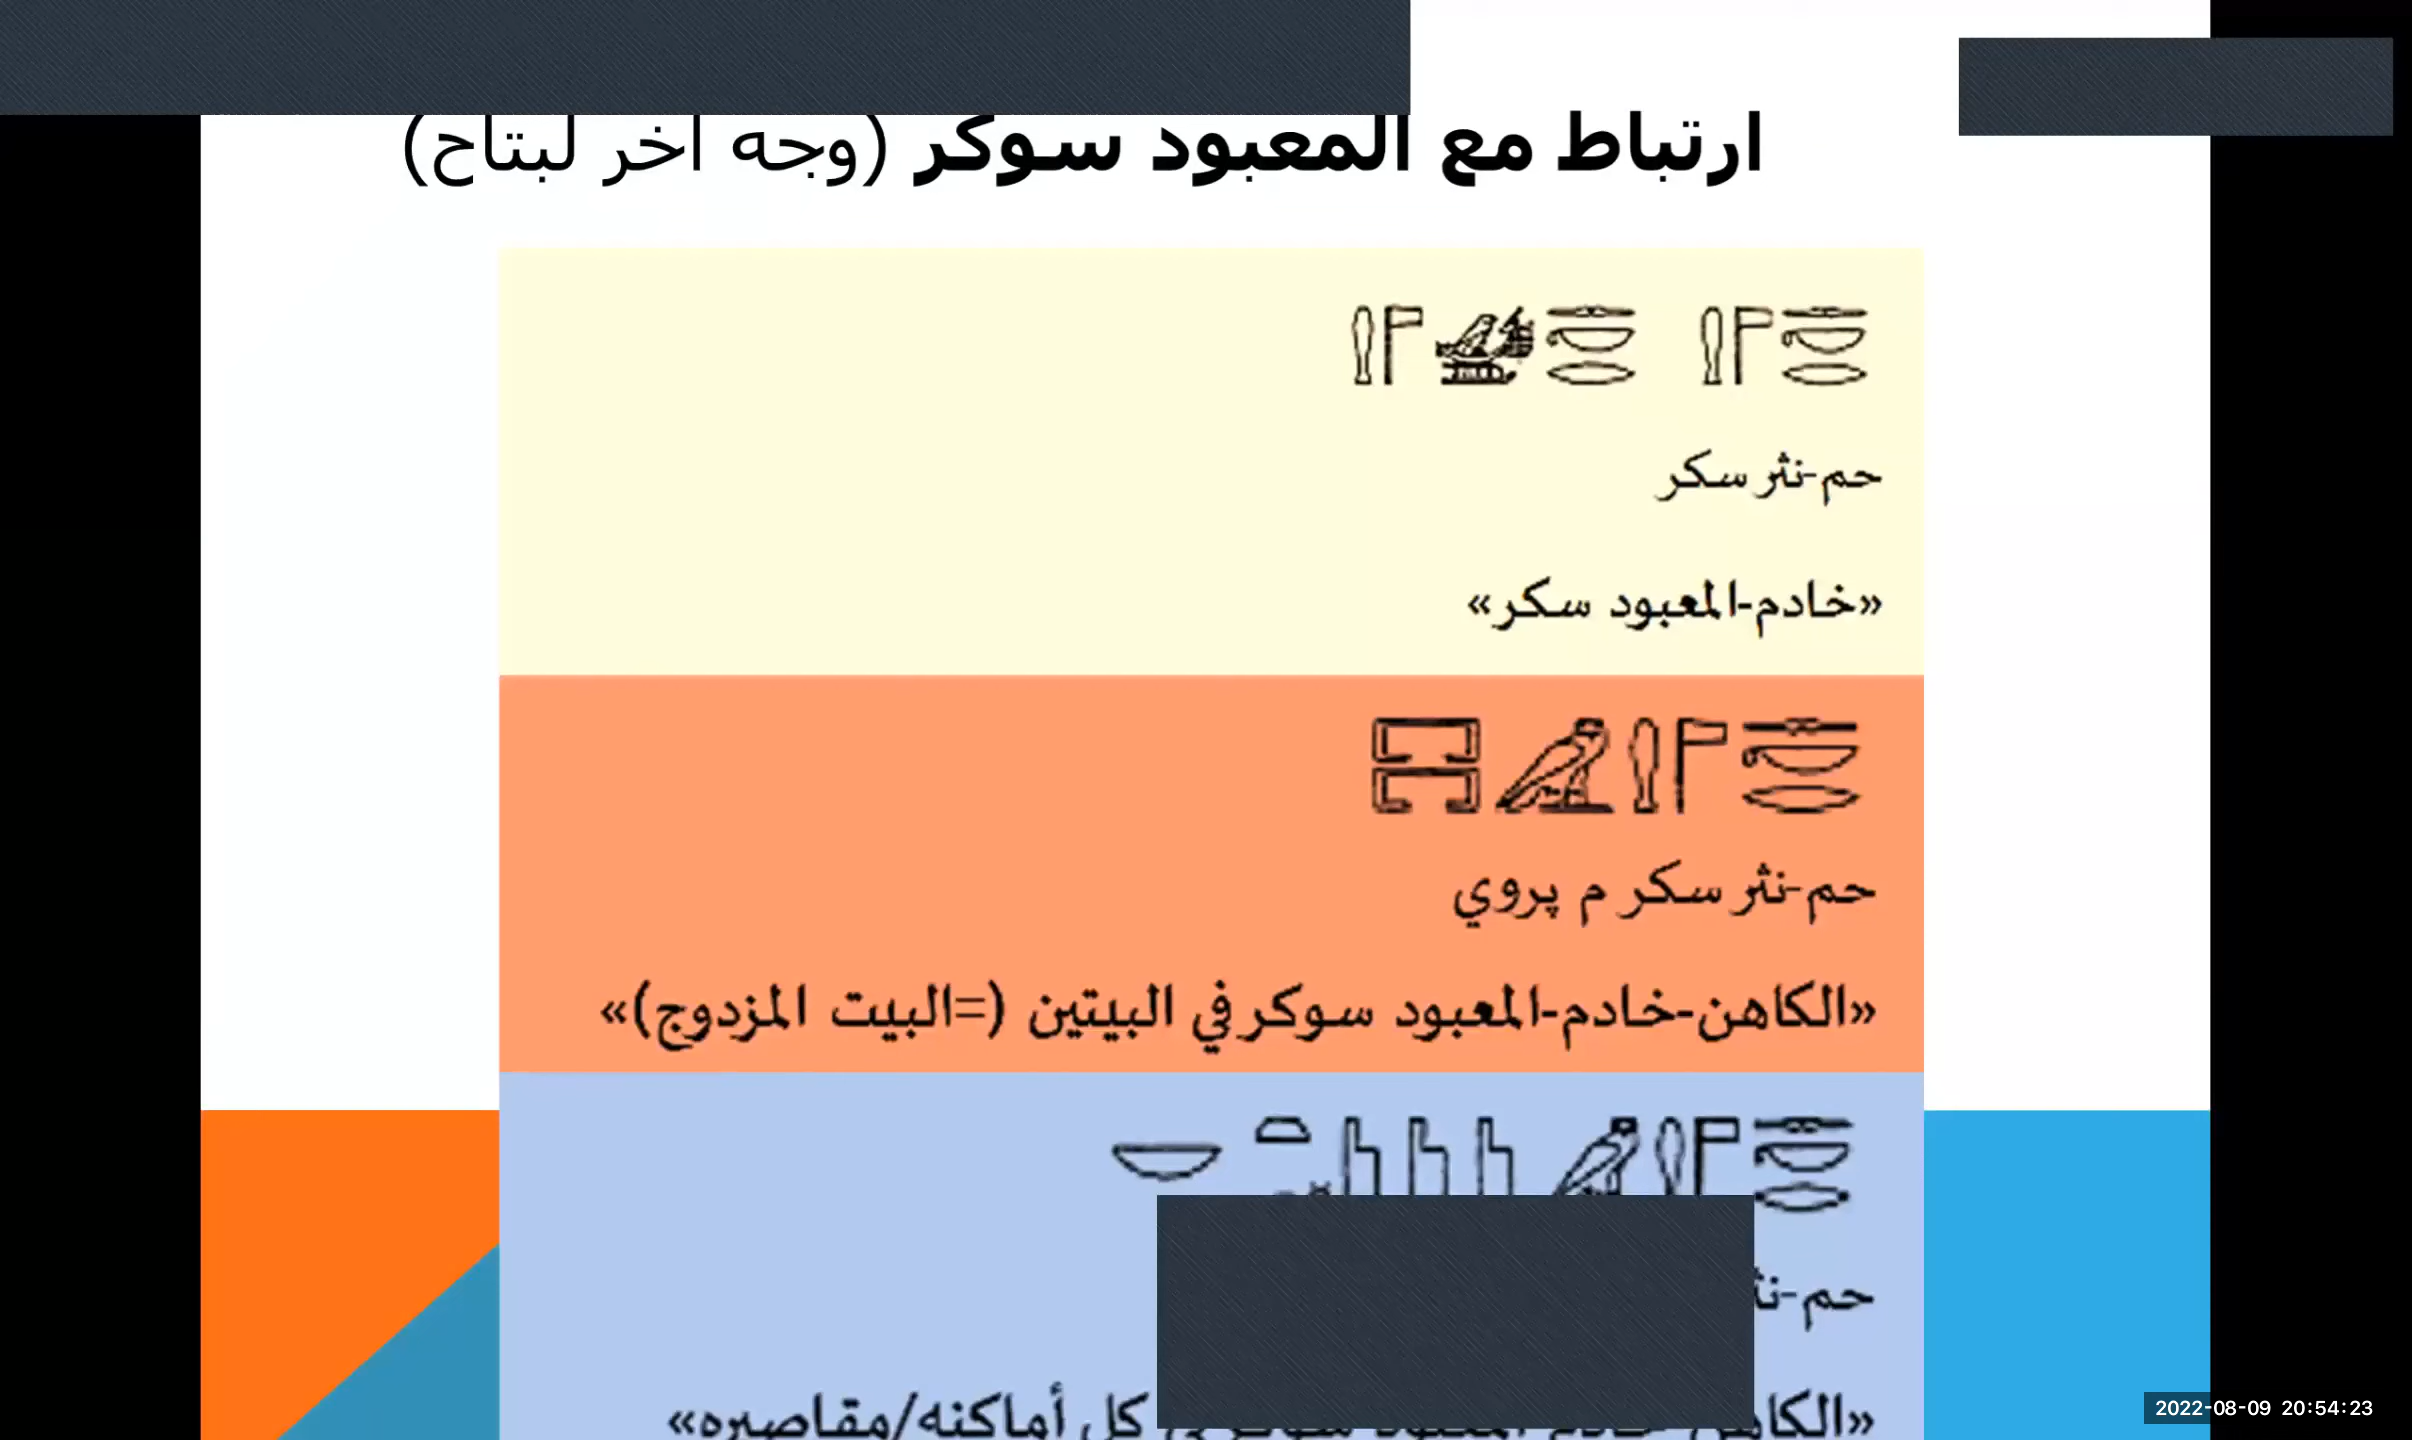 ارتباط مع المعبود سوكر (وجه اخر لبتاح)
حم-نثر سكر
«خادم-المعبود سكر»
حم-نثر سكر م پروي
«الكاهن-خادم-المعبود سوكر في البيتين (=البيت المزدوج)»
حم-
كل أماكنه/مقاصيره»
2022-08-09 20:54:23